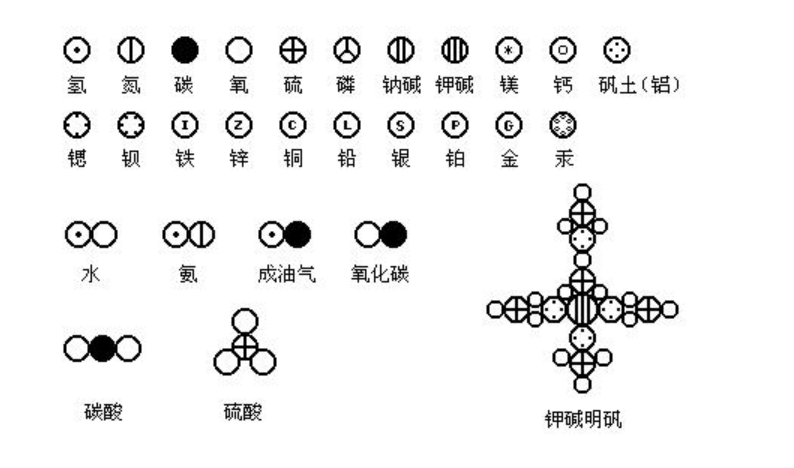 氢 氮 碳 氧 硫 磷 钠碱 钾碱 镁 钙 矾土(铝)
I Z C L S P G
锶 钡 铁 锌 铜 铅 银 铂 金 汞
水 氨 成油气 氧化碳
碳酸 硫酸
钾碱明矾